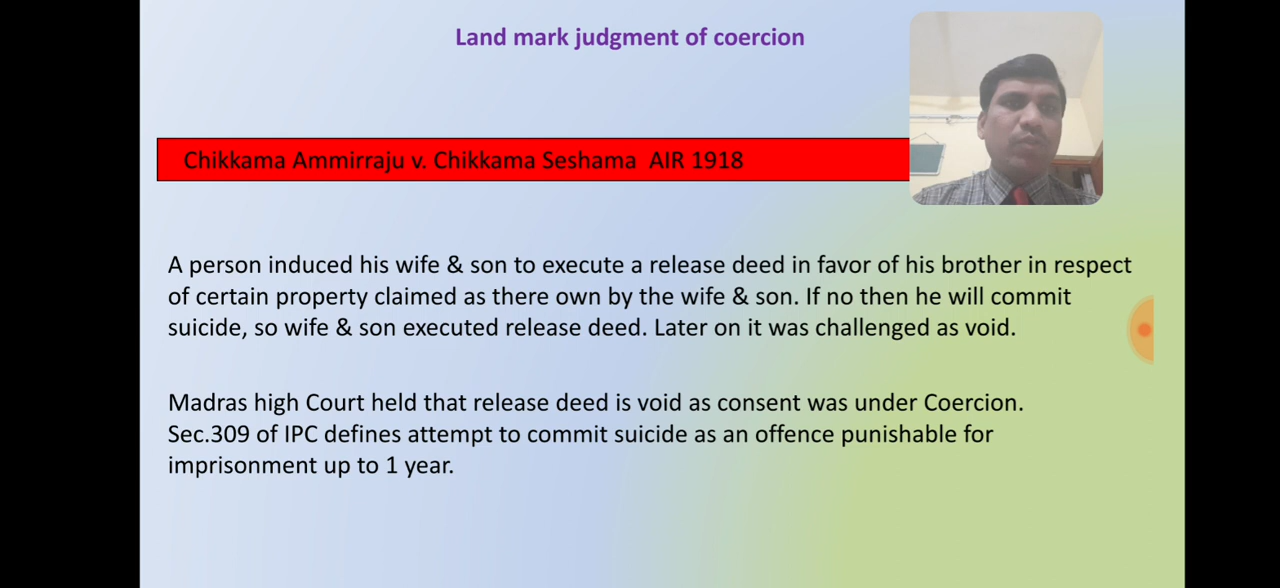 Land mark judgment of coercion
Chikkama Ammirraju v. Chikkama Seshama AIR 1918
A person induced his wife & son to execute a release deed in favor of his brother in respect
of certain property claimed as there own by the wife & son. If no then he will commit
suicide, so wife & son executed release deed. Later on it was challenged as void.
Madras high Court held that release deed is void as consent was under Coercion.
Sec.309 of IPC defines attempt to commit suicide as an offence punishable for
imprisonment up to 1 year.